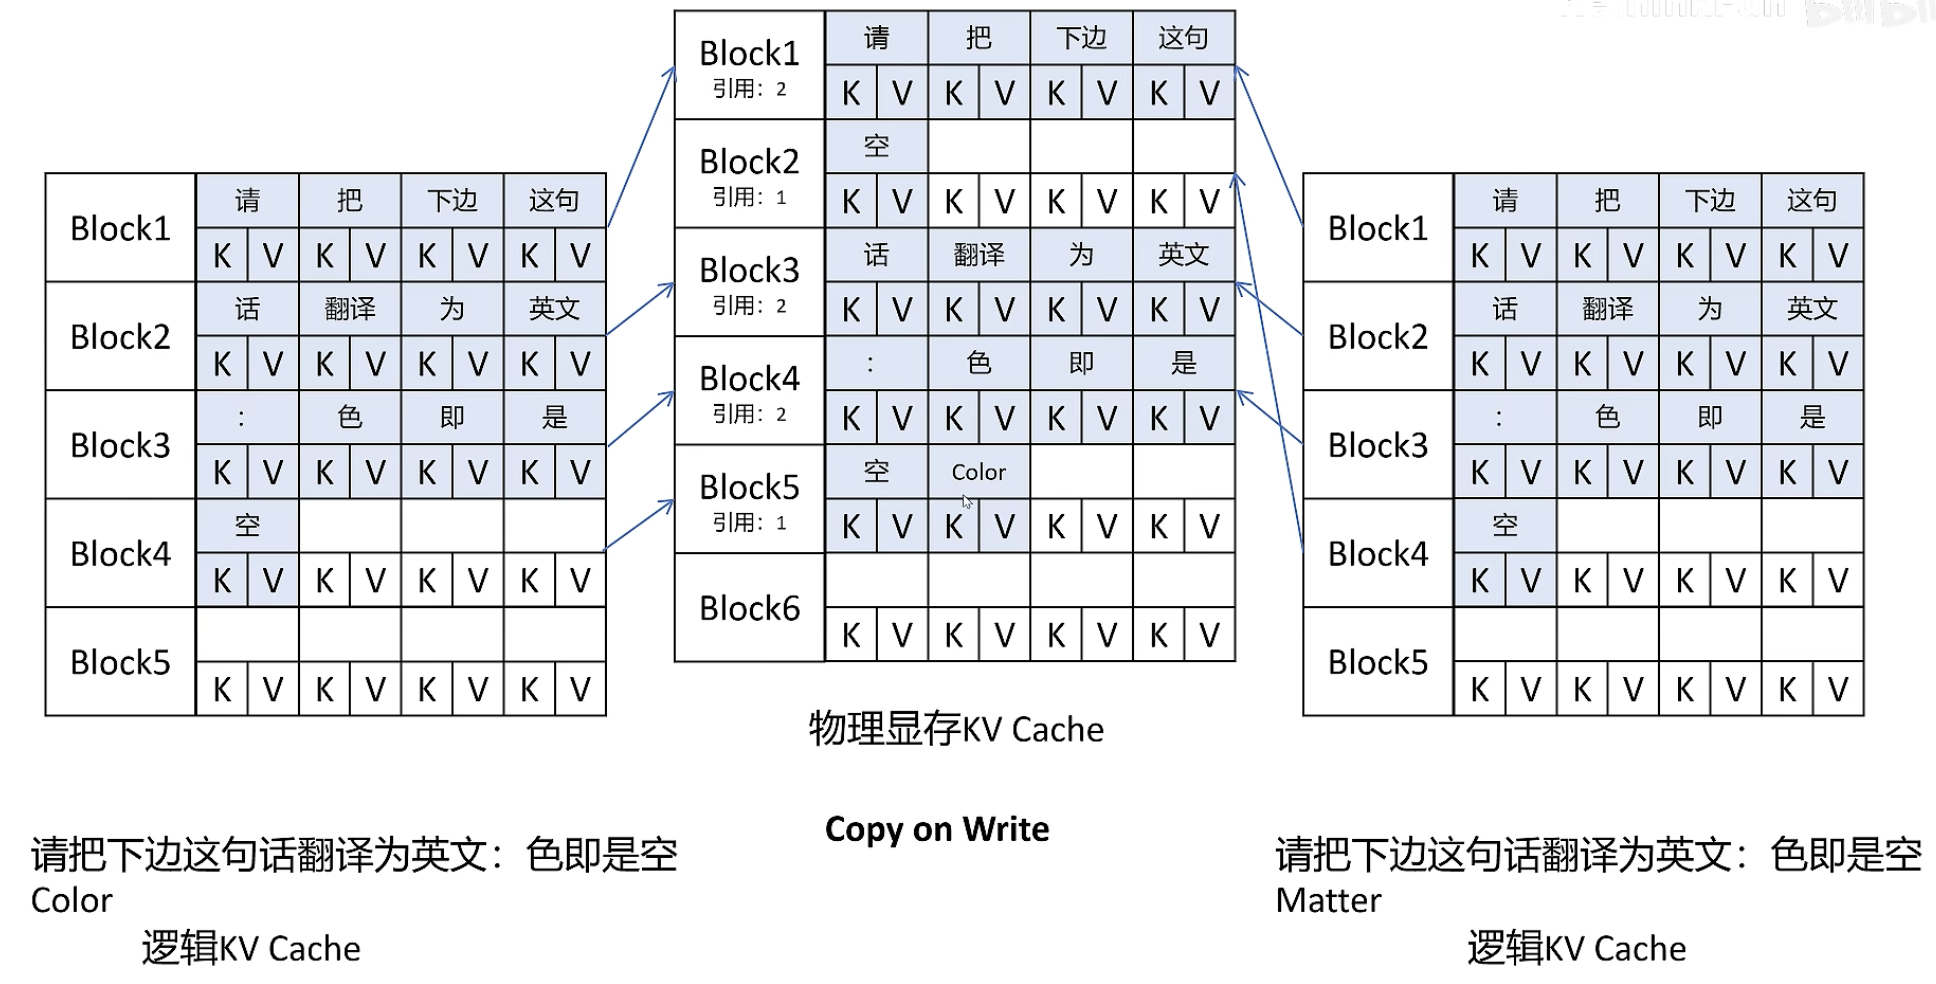 Block1 请 把 下边 这句
K V K V K V K V
Block2 话 翻译 为 英文
K V K V K V K V
Block3 : 色 即 是
K V K V K V K V
Block4 空
K V K V K V K V
Block5
K V K V K V K V
请把下边这句话翻译为英文：色即是空
Color
逻辑KV Cache
Block1 请 把 下边 这句
引用：2
K V K V K V K V
Block2 空
引用：1
K V K V K V K V
Block3 话 翻译 为 英文
引用：2
K V K V K V K V
Block4 : 色 即 是
引用：2
K V K V K V K V
Block5 空 Color
引用：1
K V K V K V K V
Block6
K V K V K V K V
物理显存KV Cache
Copy on Write
Block1 请 把 下边 这句
K V K V K V K V
Block2 话 翻译 为 英文
K V K V K V K V
Block3 : 色 即 是
K V K V K V K V
Block4 空
K V K V K V K V
Block5
K V K V K V K V
请把下边这句话翻译为英文：色即是空
Matter
逻辑KV Cache